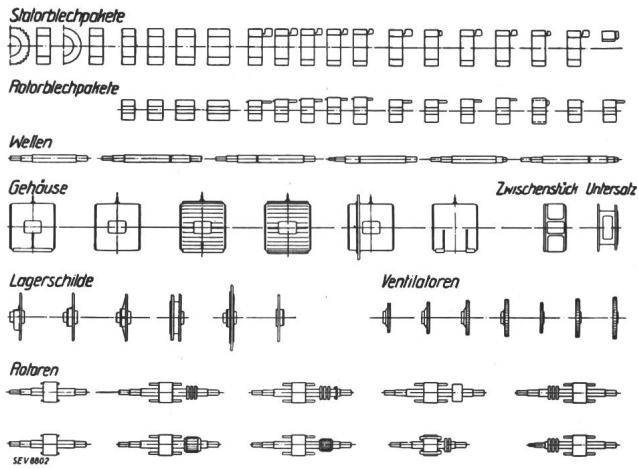 Statorblechpakete
Rotorblechpakete
Wellen
Gehäuse
Zwischenstück Untersatz
Lagerschilde
Ventilatoren
Rotoren
SEV 8802